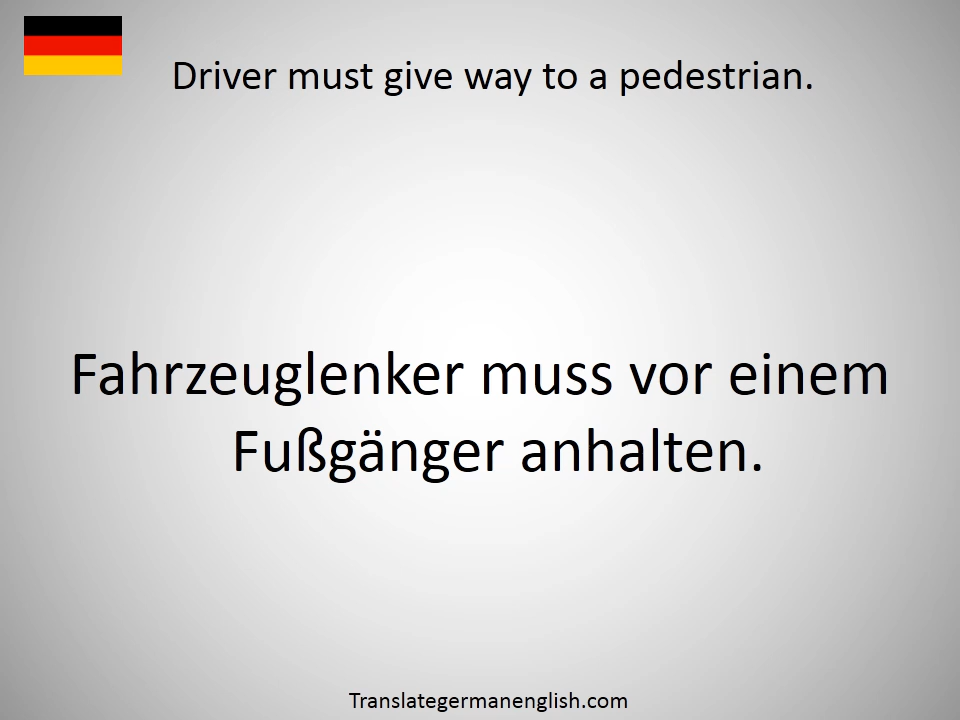 Driver must give way to a pedestrian.
Fahrzeuglenker muss vor einem
Fußgänger anhalten.
Translategermanenglish.com